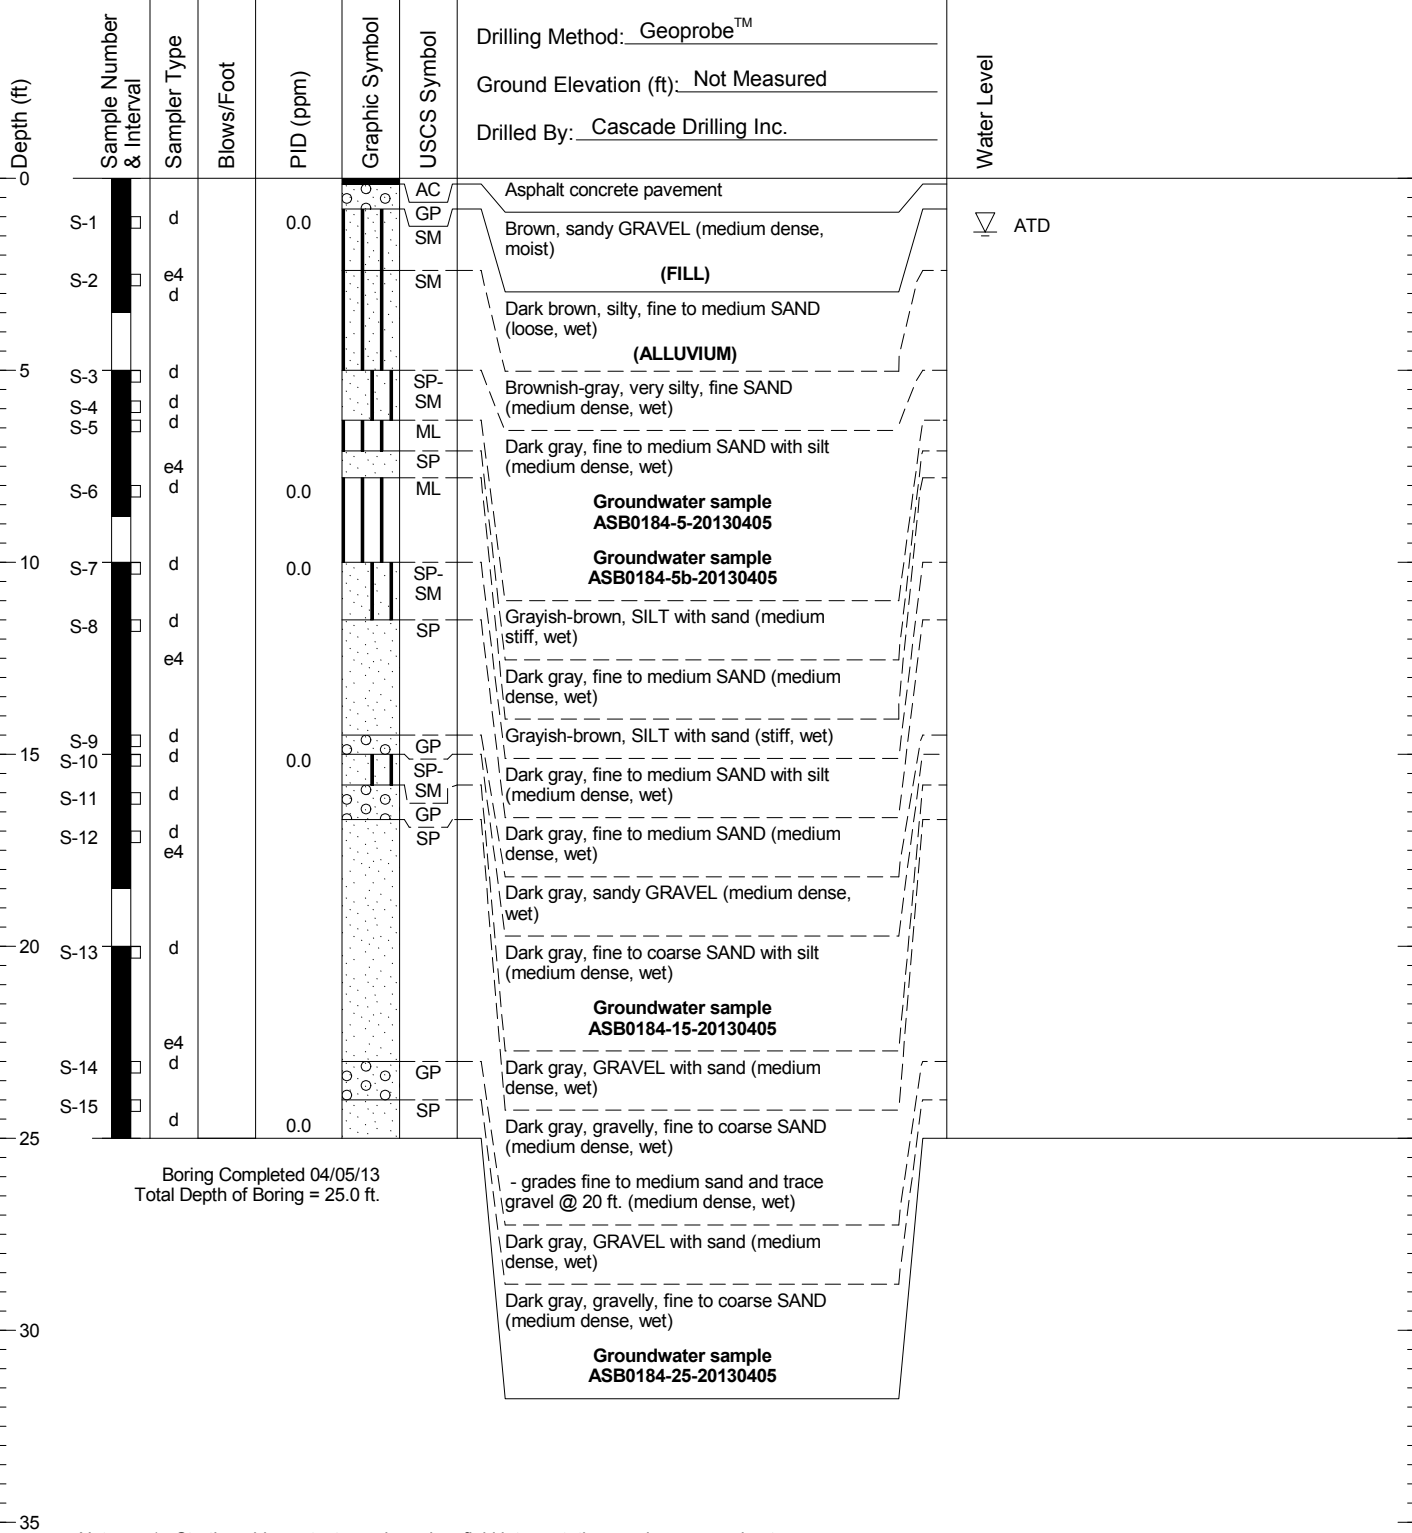 Depth (ft)
Sample Number
& Interval
Sampler Type
Blows/Foot
PID (ppm)
Graphic Symbol
USCS Symbol
Drilling Method: Geoprobe™
Ground Elevation (ft): Not Measured
Drilled By: Cascade Drilling Inc.
Water Level
0
5
10
15
20
25
30
35
S-1
S-2
S-3
S-4
S-5
S-6
S-7
S-8
S-9
S-10
S-11
S-12
S-13
S-14
S-15
d
e4
d
d
d
d
e4
d
d
d
e4
d
d
d
d
e4
d
e4
d
d
0.0
0.0
0.0
0.0
0.0
AC
GP
SM
SM
SP-
SM
ML
SP
ML
SP-
SM
SP
GP
SP-
SM
GP
SP
GP
SP
Asphalt concrete pavement
Brown, sandy GRAVEL (medium dense,
moist)
(FILL)
Dark brown, silty, fine to medium SAND
(loose, wet)
(ALLUVIUM)
Brownish-gray, very silty, fine SAND
(medium dense, wet)
Dark gray, fine to medium SAND with silt
(medium dense, wet)
Groundwater sample
ASB0184-5-20130405
Groundwater sample
ASB0184-5b-20130405
Grayish-brown, SILT with sand (medium
stiff, wet)
Dark gray, fine to medium SAND (medium
dense, wet)
Grayish-brown, SILT with sand (stiff, wet)
Dark gray, fine to medium SAND with silt
(medium dense, wet)
Dark gray, fine to medium SAND (medium
dense, wet)
Dark gray, sandy GRAVEL (medium dense,
wet)
Dark gray, fine to coarse SAND with silt
(medium dense, wet)
Groundwater sample
ASB0184-15-20130405
Dark gray, GRAVEL with sand (medium
dense, wet)
Dark gray, gravelly, fine to coarse SAND
(medium dense, wet)
- grades fine to medium sand and trace
gravel @ 20 ft. (medium dense, wet)
Dark gray, GRAVEL with sand (medium
dense, wet)
Dark gray, gravelly, fine to coarse SAND
(medium dense, wet)
Groundwater sample
ASB0184-25-20130405
ATD
Boring Completed 04/05/13
Total Depth of Boring = 25.0 ft.